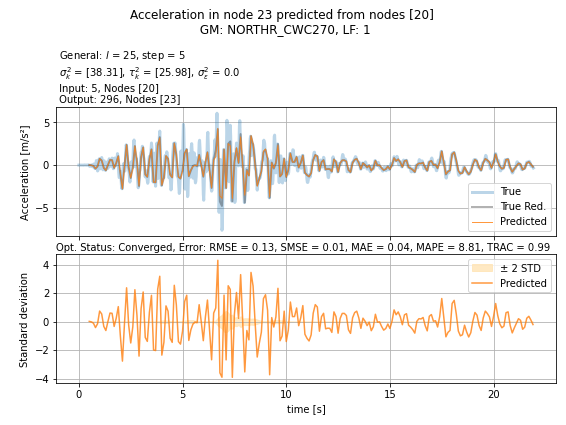 Acceleration in node 23 predicted from nodes [20]
GM: NORTHR_CWC270, LF: 1
General: l = 25, step = 5
σ²ₖ = [38.31], τ²ₖ = [25.98], σ²ε = 0.0
Input: 5, Nodes [20]
Output: 296, Nodes [23]
Acceleration [m/s²]
5
0
−5
True
True Red.
Predicted
Opt. Status: Converged, Error: RMSE = 0.13, SMSE = 0.01, MAE = 0.04, MAPE = 8.81, TRAC = 0.99
Standard deviation
4
2
0
−2
−4
± 2 STD
Predicted
0 5 10 15 20
time [s]